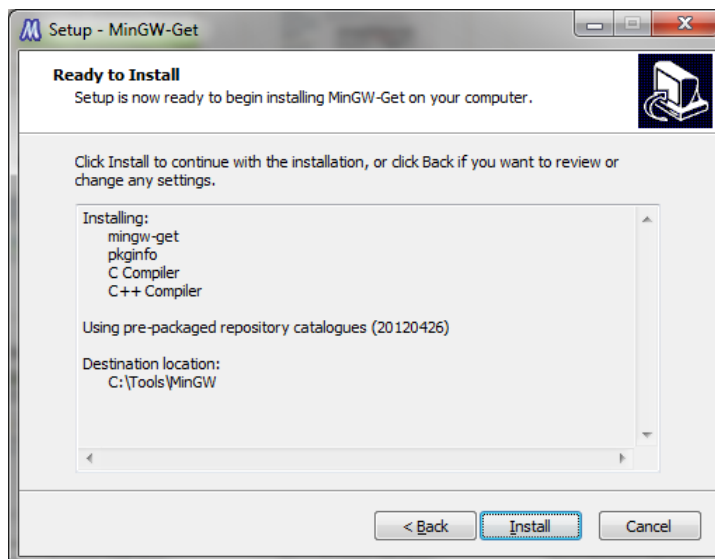 Setup - MinGW-Get
Ready to Install
Setup is now ready to begin installing MinGW-Get on your computer.
Click Install to continue with the installation, or click Back if you want to review or
change any settings.
Installing:
mingw-get
pkginfo
C Compiler
C++ Compiler
Using pre-packaged repository catalogues (20120426)
Destination location:
C:\Tools\MinGW
< Back
Install
Cancel